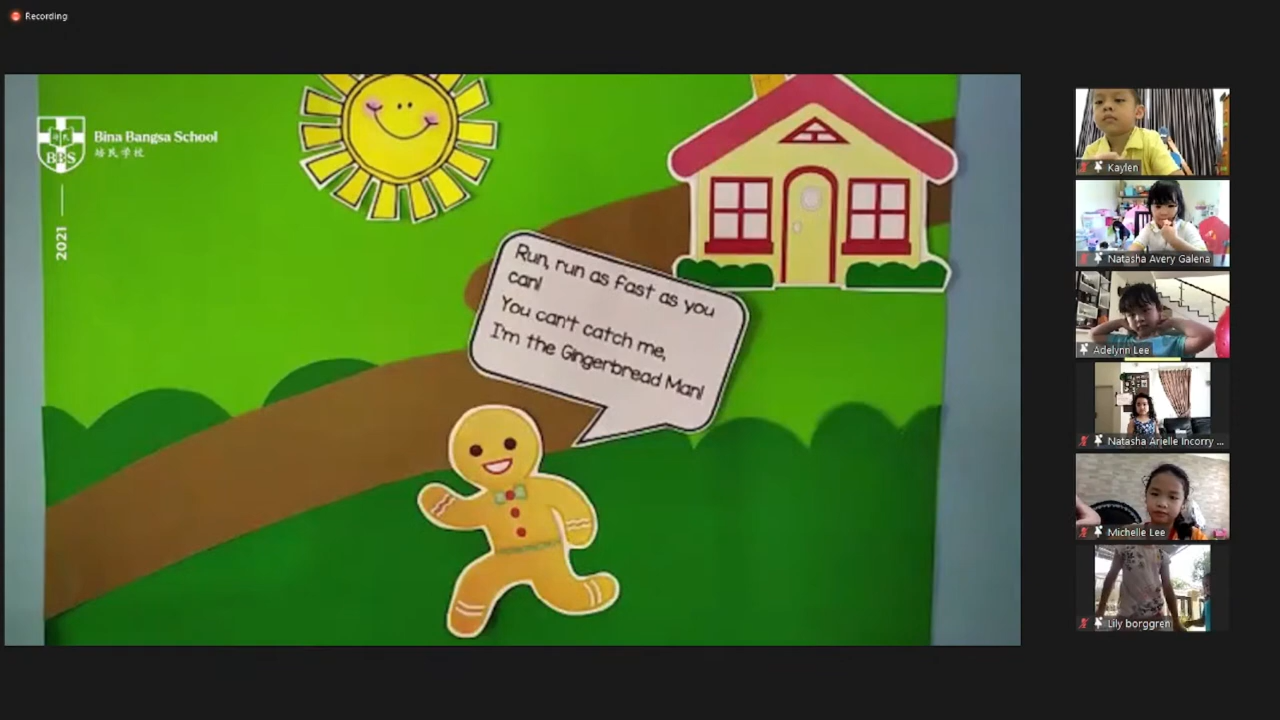 Recording
Bina Bangsa School
培民学校
BBS
2021
Run, run as fast as you
can!
You can't catch me,
I'm the Gingerbread Man!
Kaylen
Natasha Avery Galena
Adelynn Lee
Natasha Arielle Incorry ...
Michelle Lee
Lily borggren